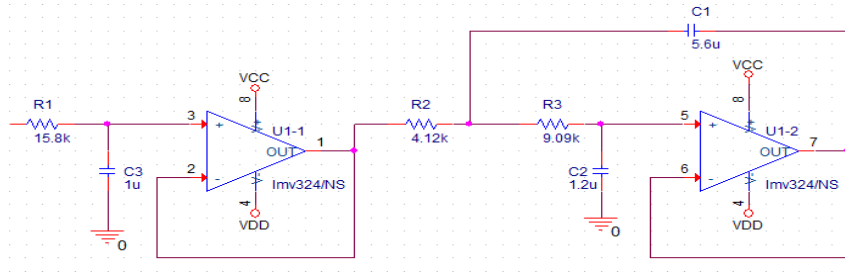 C1
5.6u
VCC
VCC
R1
15.8k
8
3
+
V+
U1-1
1
OUT
R2
4.12k
R3
9.09k
8
5
+
V+
U1-2
7
OUT
C3
1u
2
-
V-
lmv324/NS
4
VDD
0
C2
1.2u
6
-
V-
lmv324/NS
4
VDD
0